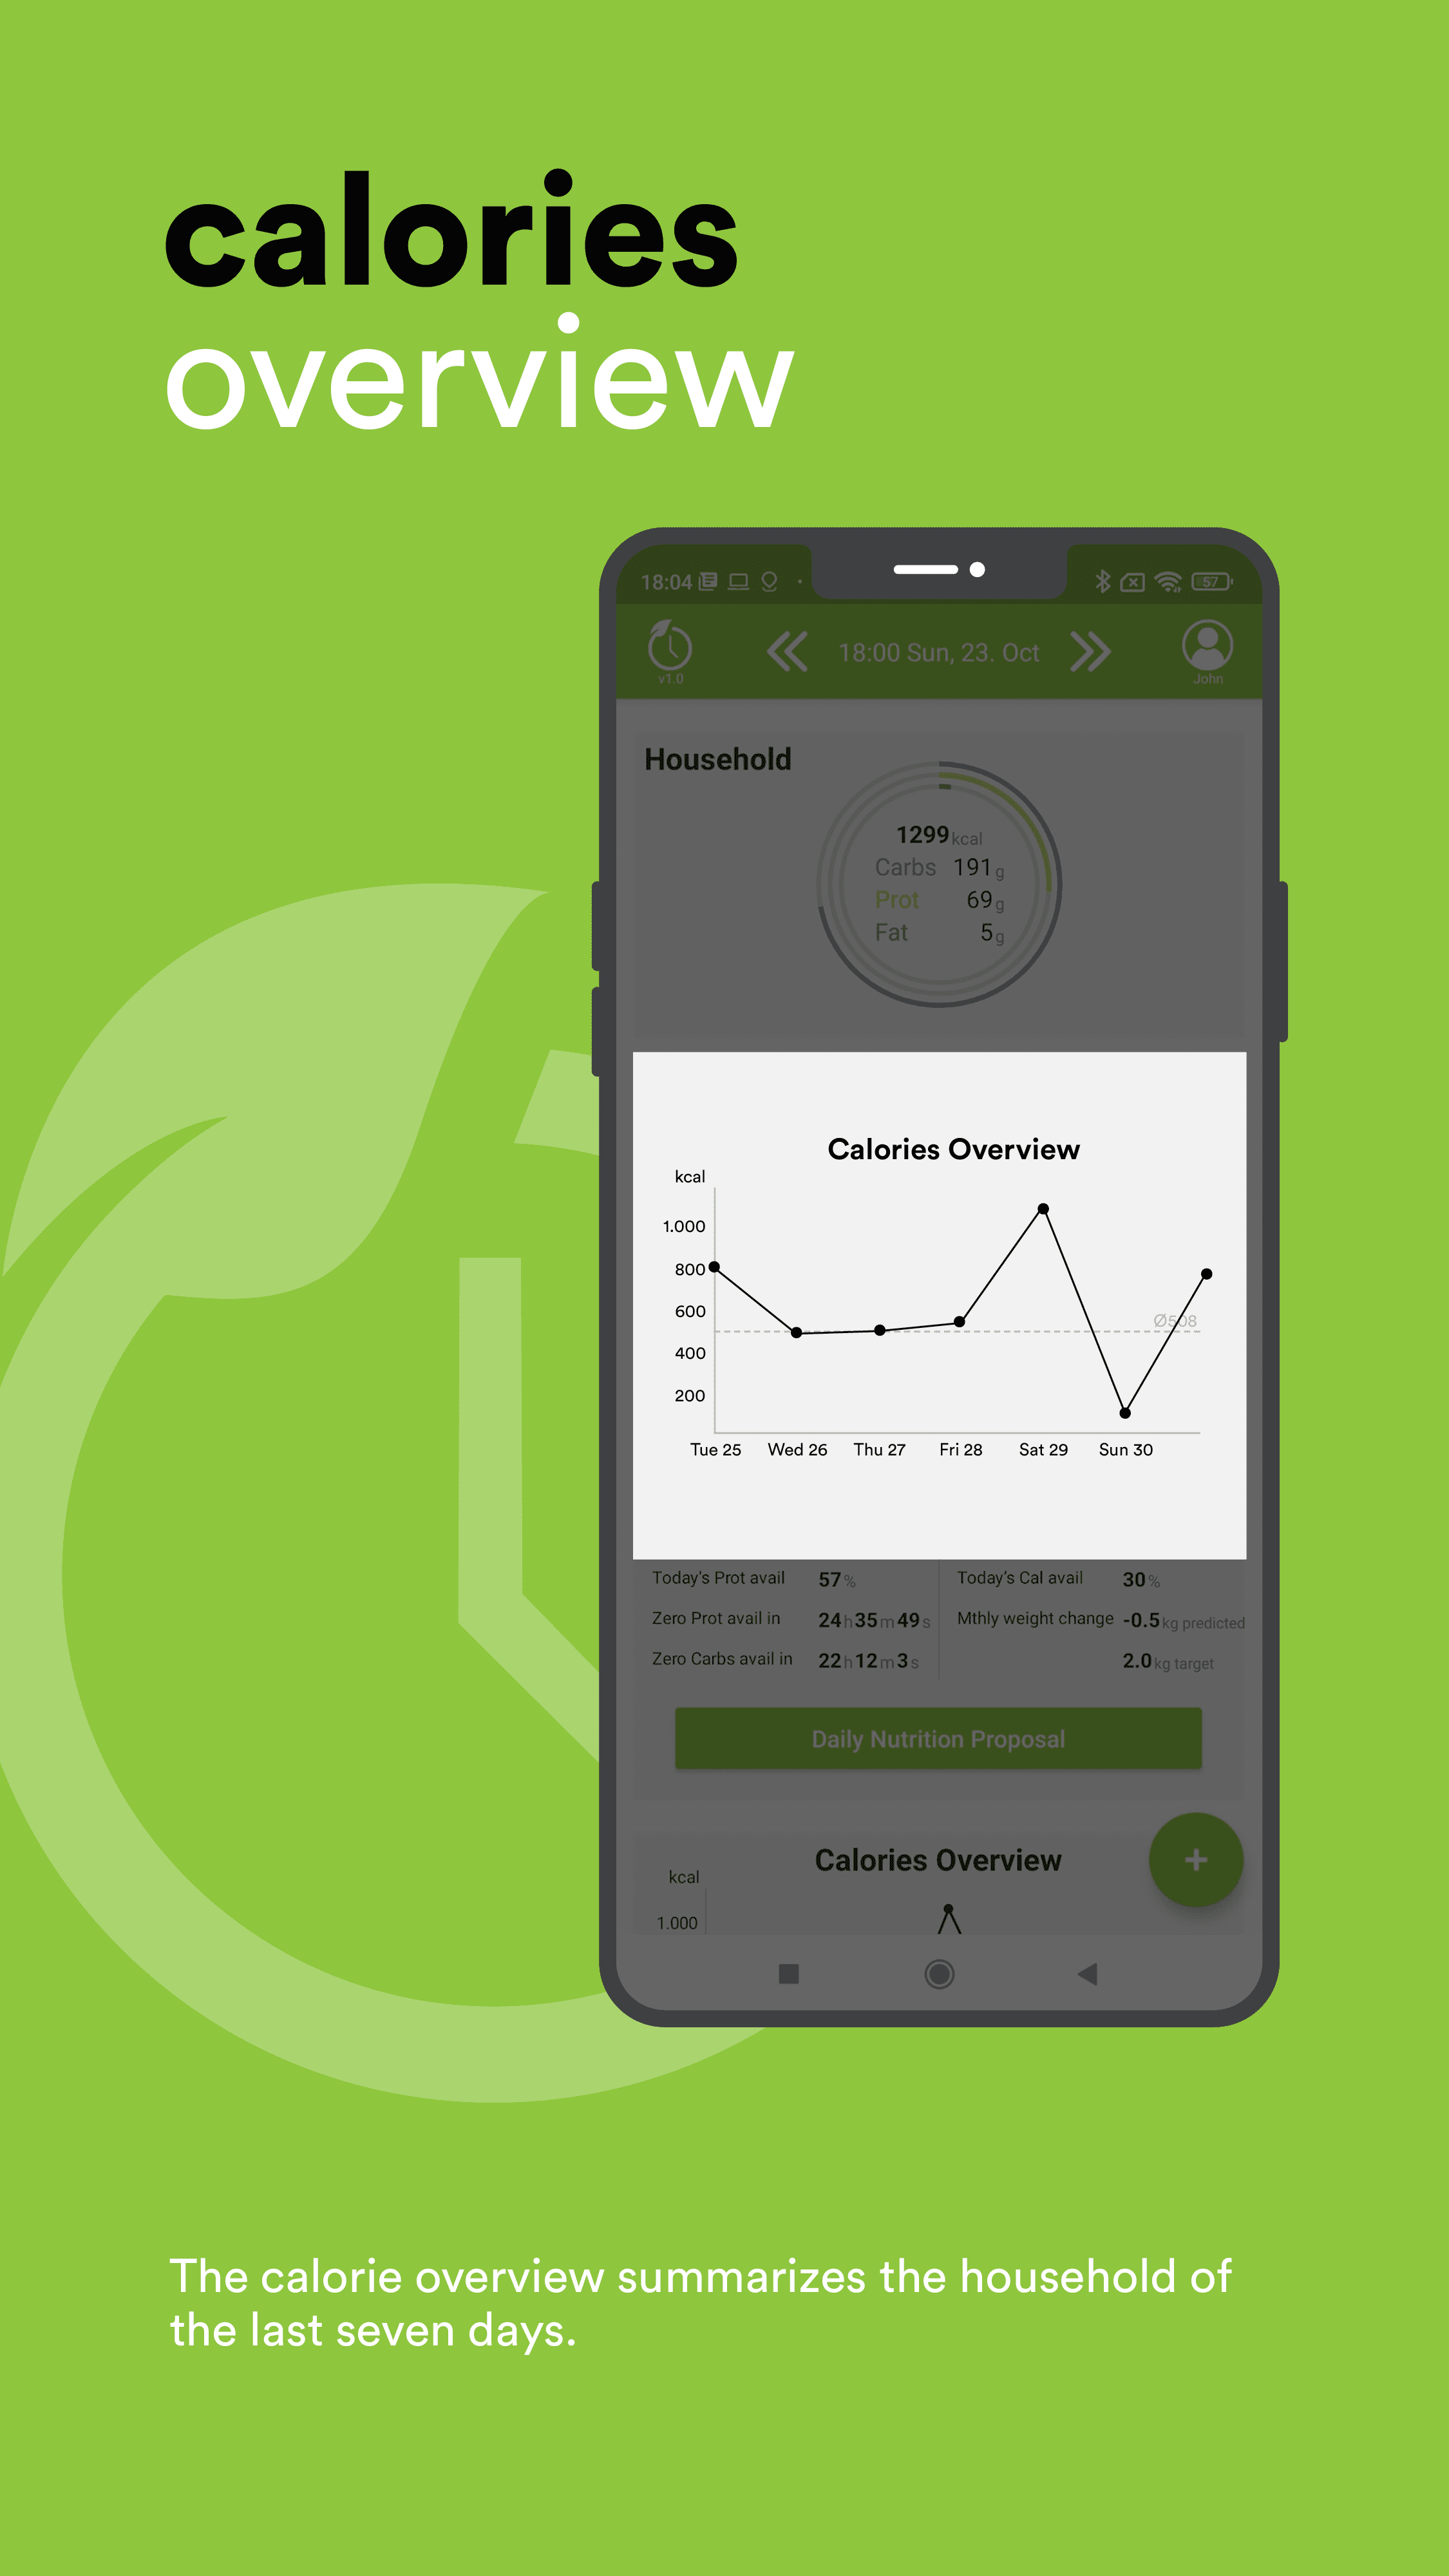 calories
overview
18:04
57
v1.0
18:00 Sun, 23. Oct
John
Household
1299 kcal
Carbs 191 g
Prot 69 g
Fat 5 g
Calories Overview
kcal
1.000
800
600
Ø508
400
200
Tue 25 Wed 26 Thu 27 Fri 28 Sat 29 Sun 30
Today's Prot avail 57 % Today's Cal avail 30 %
Zero Prot avail in 24 h 35 m 49 s Mthly weight change -0.5 kg predicted
Zero Carbs avail in 22 h 12 m 3 s 2.0 kg target
Daily Nutrition Proposal
Calories Overview
+
kcal
1.000
The calorie overview summarizes the household of
the last seven days.